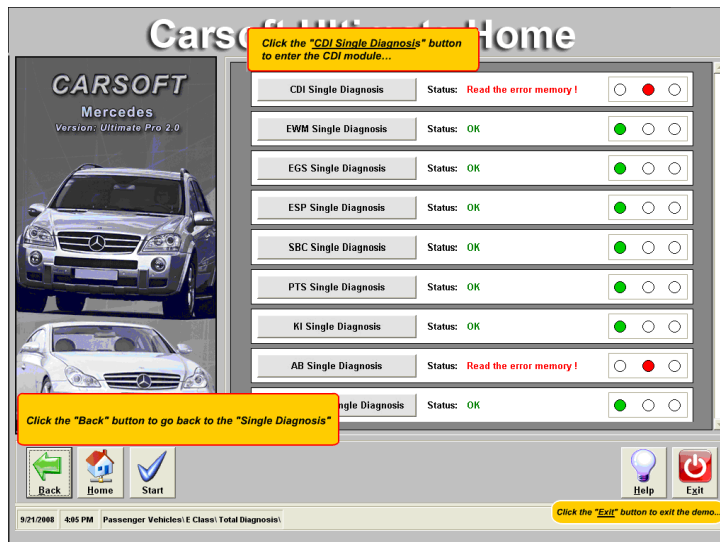 Carsoft Ultimate Home
Click the "CDI Single Diagnosis" button
to enter the CDI module...
CARSOFT
Mercedes
Version: Ultimate Pro 2.0
CDI Single Diagnosis Status: Read the error memory !
EWM Single Diagnosis Status: OK
EGS Single Diagnosis Status: OK
ESP Single Diagnosis Status: OK
SBC Single Diagnosis Status: OK
PTS Single Diagnosis Status: OK
KI Single Diagnosis Status: OK
AB Single Diagnosis Status: Read the error memory !
ngle Diagnosis Status: OK
Click the "Back" button to go back to the "Single Diagnosis"
Back Home Start Help Exit
Click the "Exit" button to exit the demo...
9/21/2008 4:05 PM Passenger Vehicles\ E Class\ Total Diagnosis\